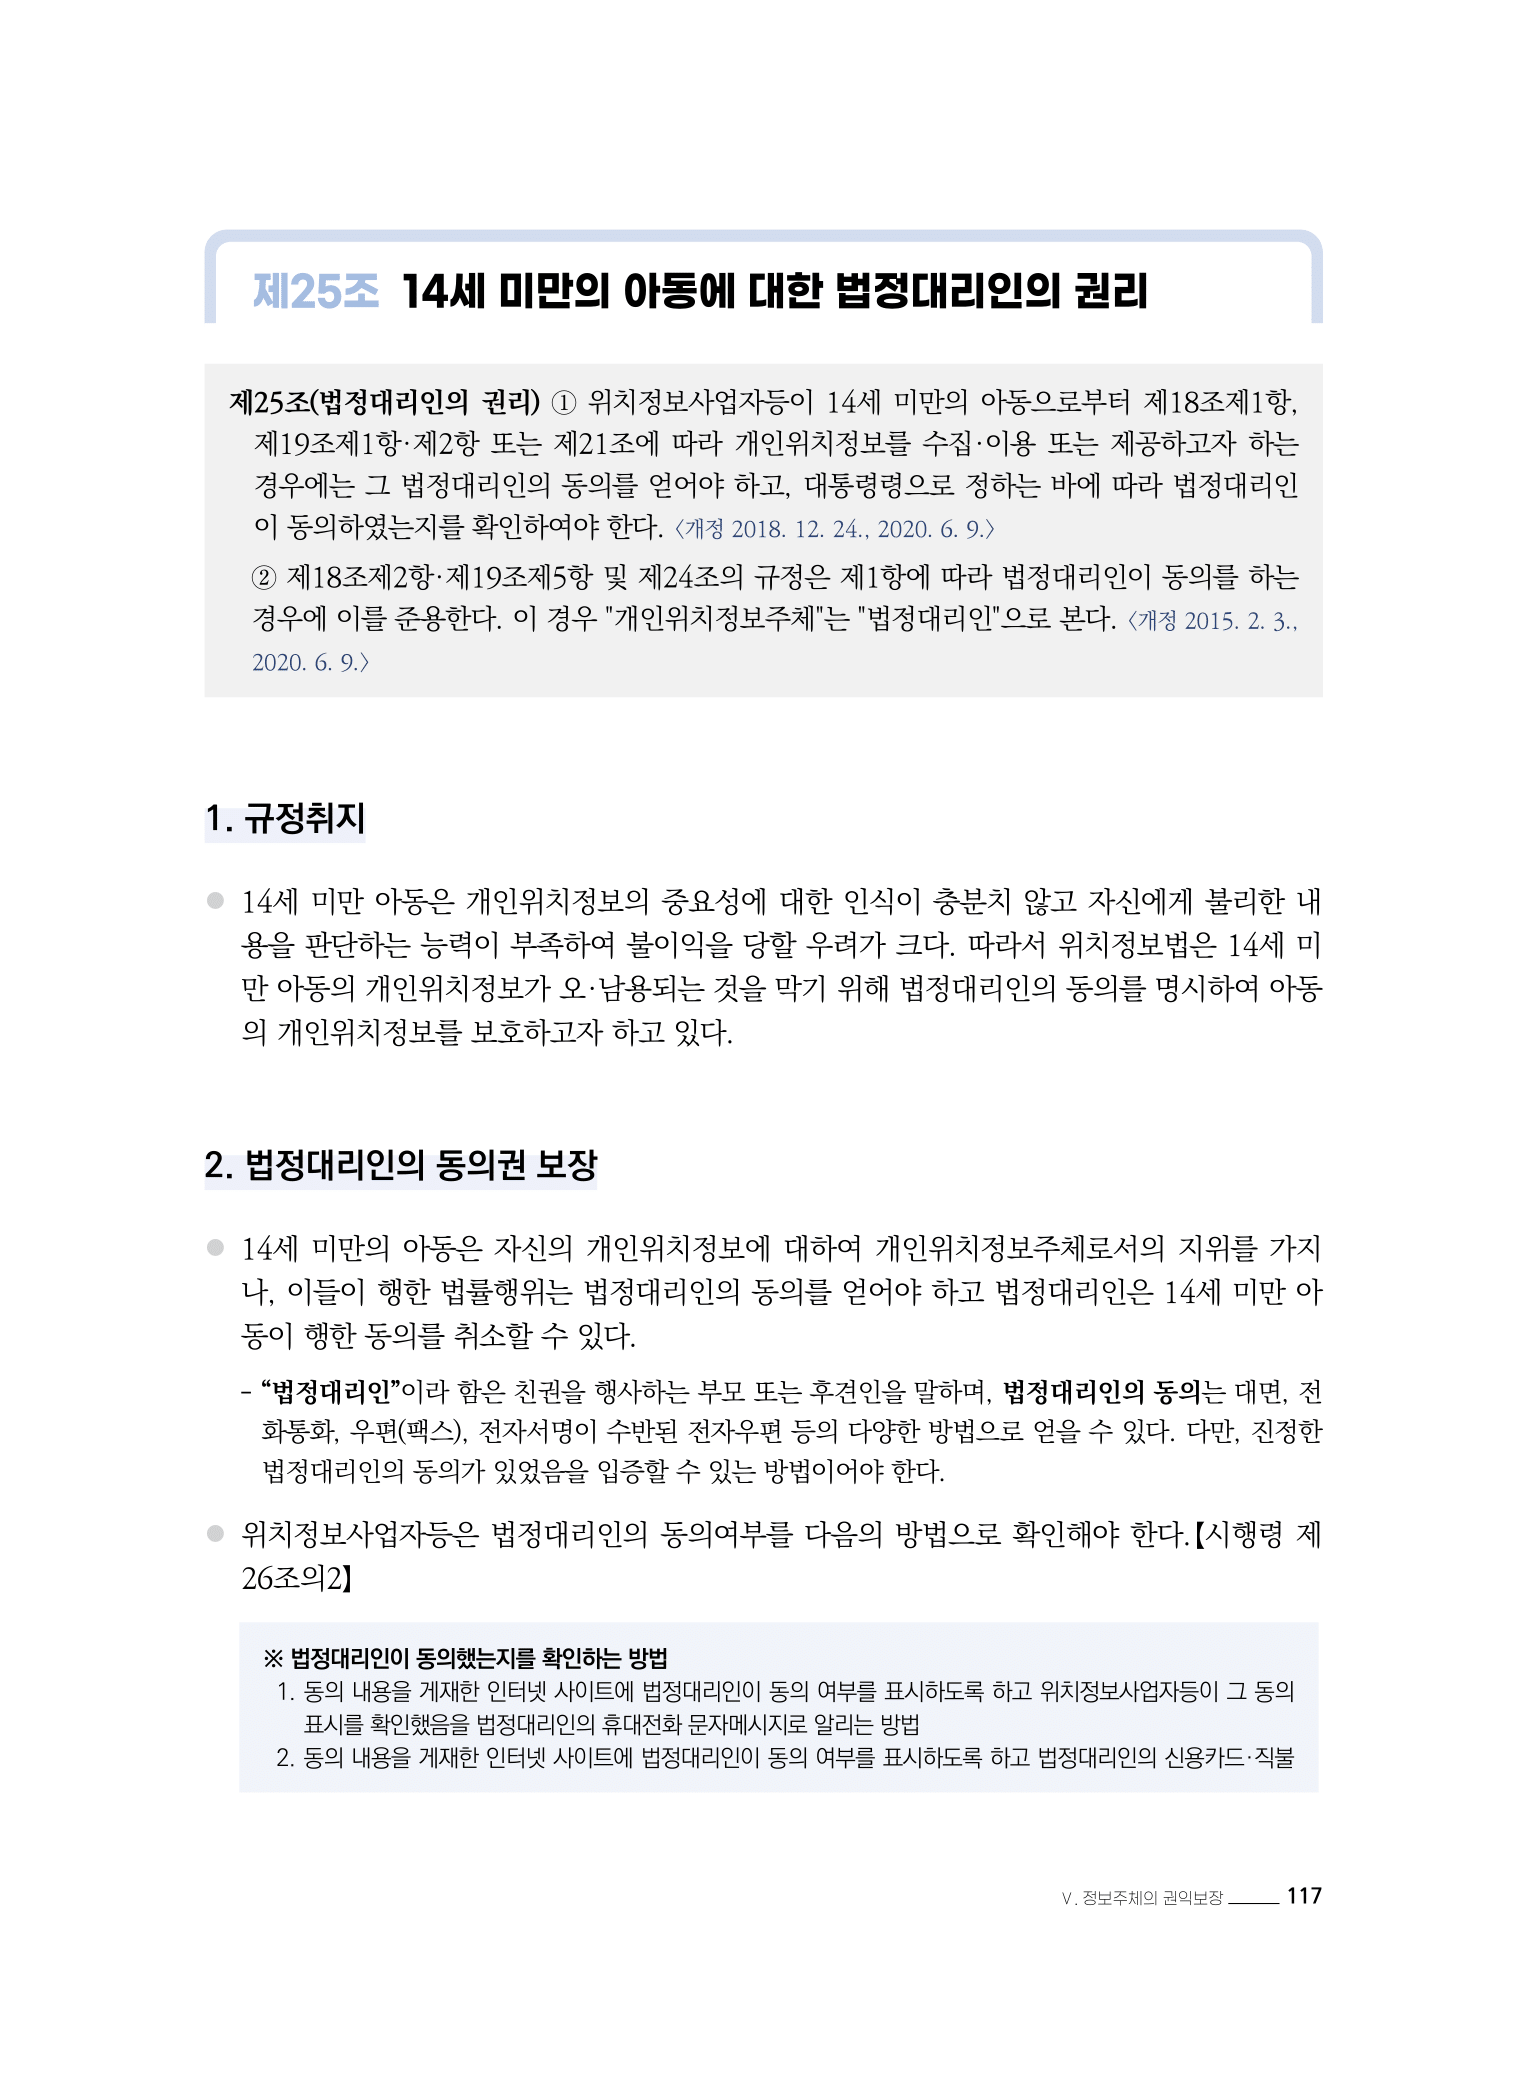 제25조 14세 미만의 아동에 대한 법정대리인의 권리
제25조(법정대리인의 권리) ① 위치정보사업자등이 14세 미만의 아동으로부터 제18조제1항,
제19조제1항·제2항 또는 제21조에 따라 개인위치정보를 수집·이용 또는 제공하고자 하는
경우에는 그 법정대리인의 동의를 얻어야 하고, 대통령령으로 정하는 바에 따라 법정대리인
이 동의하였는지를 확인하여야 한다. 〈개정 2018. 12. 24., 2020. 6. 9.〉
② 제18조제2항·제19조제5항 및 제24조의 규정은 제1항에 따라 법정대리인이 동의를 하는
경우에 이를 준용한다. 이 경우 "개인위치정보주체"는 "법정대리인"으로 본다. 〈개정 2015. 2. 3.,
2020. 6. 9.〉
1. 규정취지
● 14세 미만 아동은 개인위치정보의 중요성에 대한 인식이 충분치 않고 자신에게 불리한 내
용을 판단하는 능력이 부족하여 불이익을 당할 우려가 크다. 따라서 위치정보법은 14세 미
만 아동의 개인위치정보가 오·남용되는 것을 막기 위해 법정대리인의 동의를 명시하여 아동
의 개인위치정보를 보호하고자 하고 있다.
2. 법정대리인의 동의권 보장
● 14세 미만의 아동은 자신의 개인위치정보에 대하여 개인위치정보주체로서의 지위를 가지
나, 이들이 행한 법률행위는 법정대리인의 동의를 얻어야 하고 법정대리인은 14세 미만 아
동이 행한 동의를 취소할 수 있다.
- “법정대리인”이라 함은 친권을 행사하는 부모 또는 후견인을 말하며, 법정대리인의 동의는 대면, 전
화통화, 우편(팩스), 전자서명이 수반된 전자우편 등의 다양한 방법으로 얻을 수 있다. 다만, 진정한
법정대리인의 동의가 있었음을 입증할 수 있는 방법이어야 한다.
● 위치정보사업자등은 법정대리인의 동의여부를 다음의 방법으로 확인해야 한다.【시행령 제
26조의2】
※ 법정대리인이 동의했는지를 확인하는 방법
1. 동의 내용을 게재한 인터넷 사이트에 법정대리인이 동의 여부를 표시하도록 하고 위치정보사업자등이 그 동의
표시를 확인했음을 법정대리인의 휴대전화 문자메시지로 알리는 방법
2. 동의 내용을 게재한 인터넷 사이트에 법정대리인이 동의 여부를 표시하도록 하고 법정대리인의 신용카드·직불
Ⅴ. 정보주체의 권익보장 117